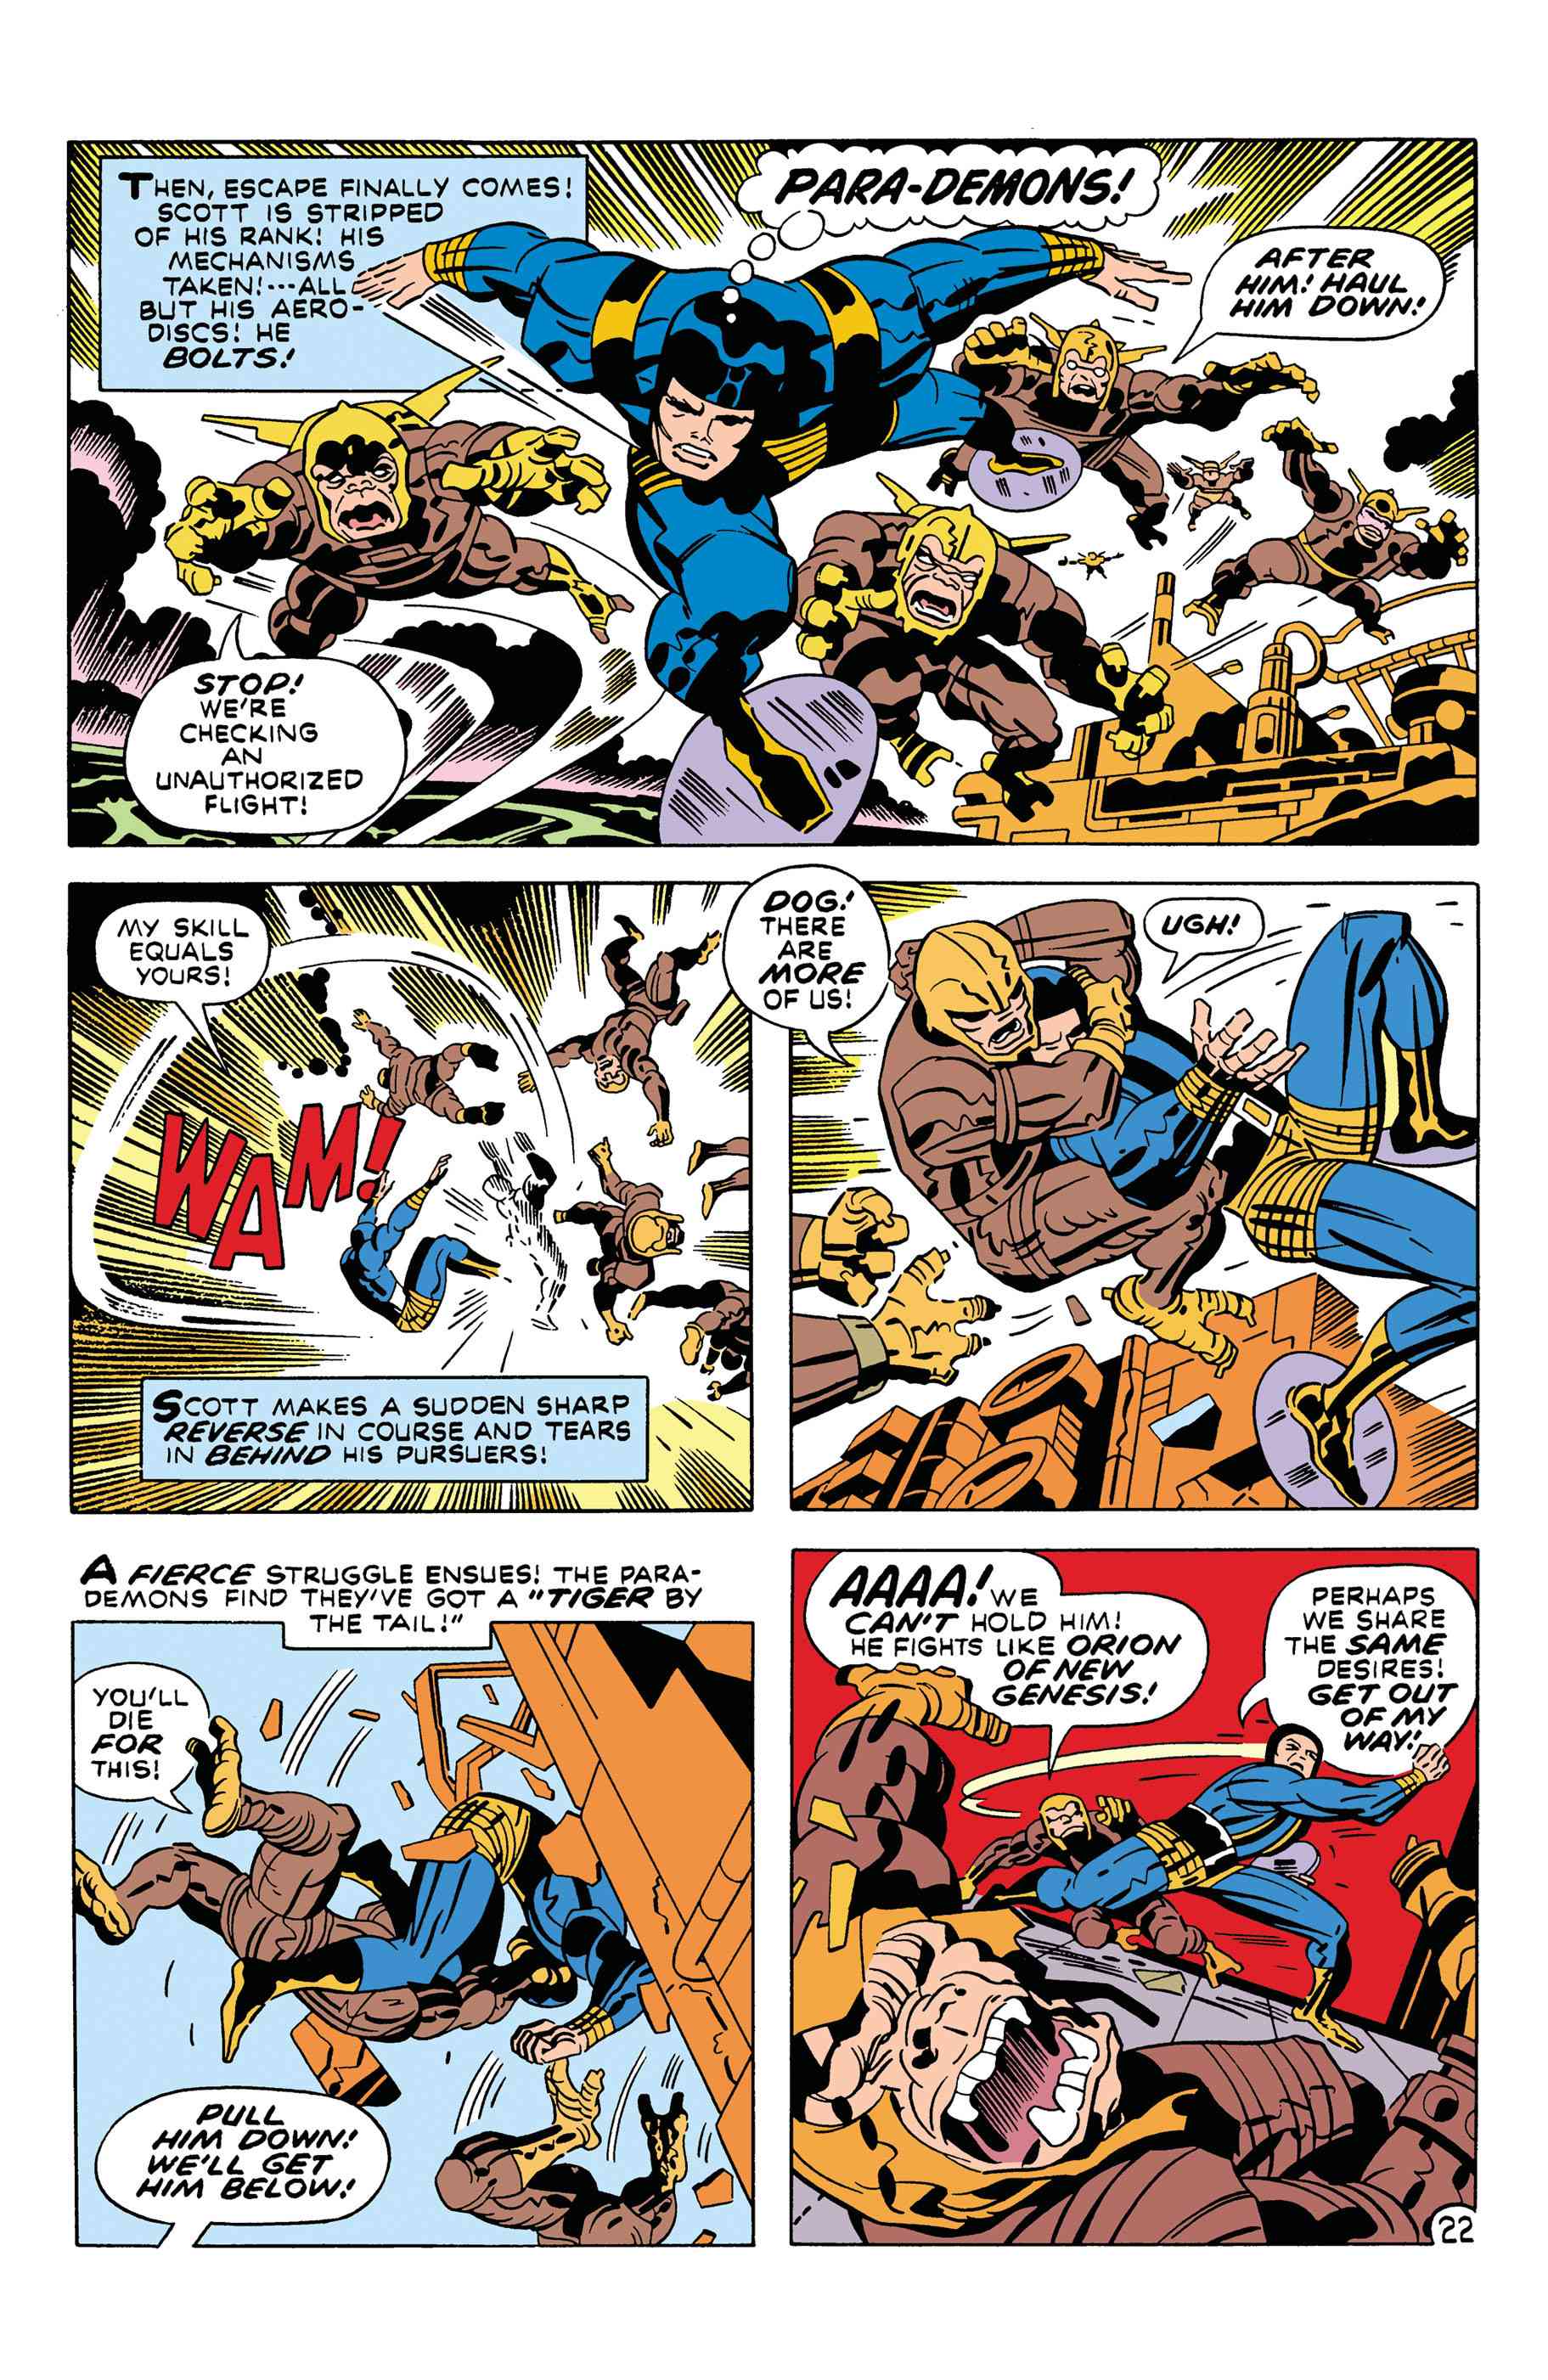 THEN, ESCAPE FINALLY COMES!
SCOTT IS STRIPPED
OF HIS RANK! HIS
MECHANISMS
TAKEN!---ALL
BUT HIS AERO-
DISCS! HE
BOLTS!
PARA-DEMONS!
AFTER
HIM! HAUL
HIM DOWN!
STOP!
WE'RE
CHECKING
AN
UNAUTHORIZED
FLIGHT!
MY SKILL
EQUALS
YOURS!
WAM!
SCOTT MAKES A SUDDEN SHARP
REVERSE IN COURSE AND TEARS
IN BEHIND HIS PURSUERS!
DOG!
THERE
ARE
MORE
OF US!
UGH!
A FIERCE STRUGGLE ENSUES! THE PARA-
DEMONS FIND THEY'VE GOT A "TIGER BY
THE TAIL!"
YOU'LL
DIE
FOR
THIS!
PULL
HIM DOWN!
WE'LL GET
HIM BELOW!
AAAA! WE
CAN'T HOLD HIM!
HE FIGHTS LIKE ORION
OF NEW
GENESIS!
PERHAPS
WE SHARE
THE SAME
DESIRES!
GET OUT
OF MY
WAY!
22